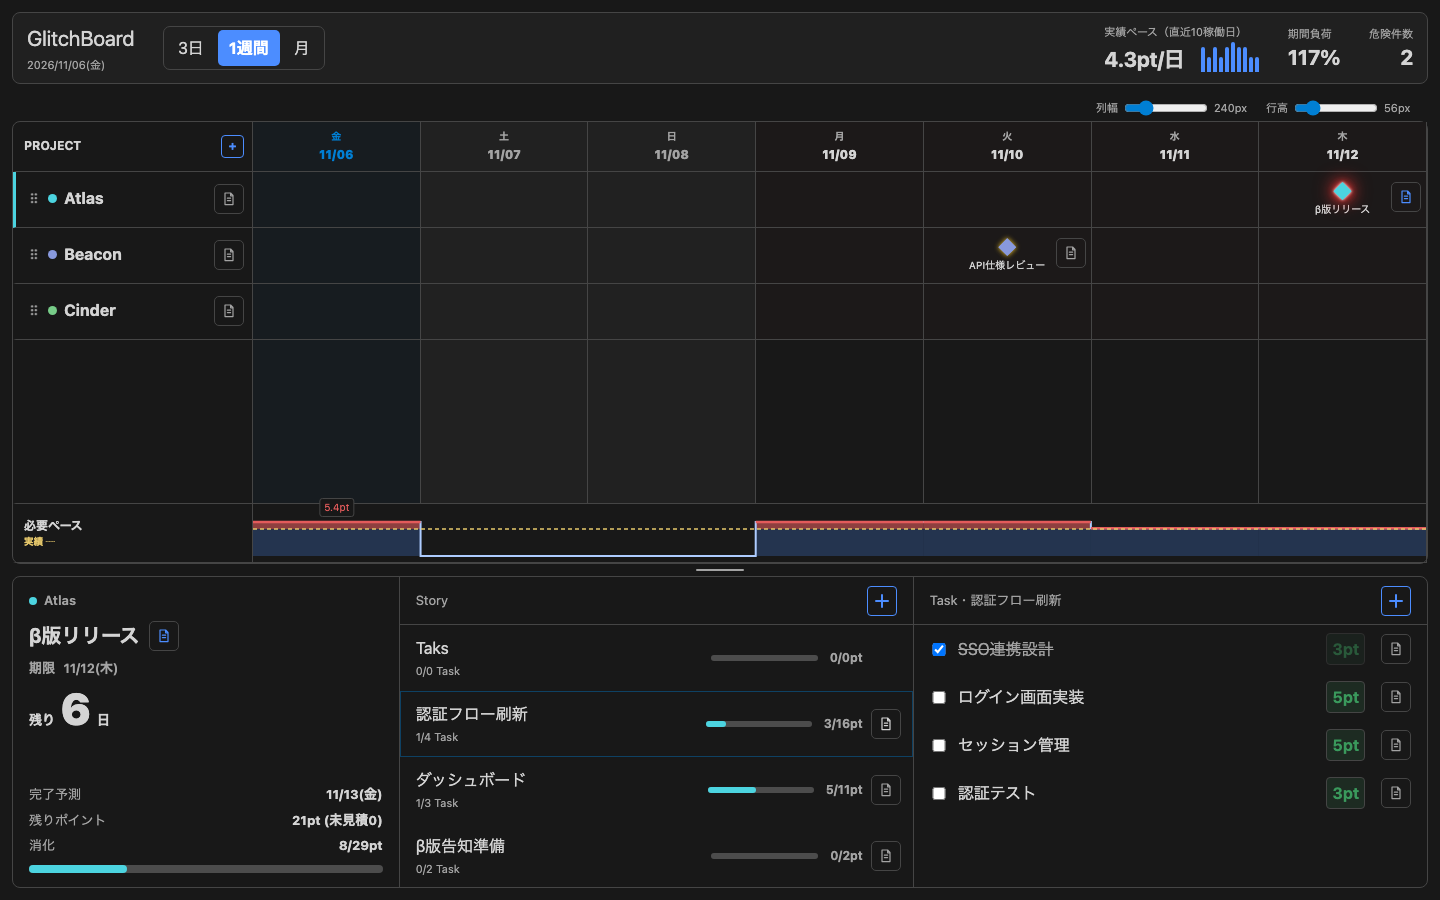 GlitchBoard
2026/11/06(金)
3日
1週間
月
実績ペース（直近10稼働日）
4.3pt/日
期間負荷
117%
危険件数
2
列幅
240px
行高
56px
PROJECT
+
金
11/06
土
11/07
日
11/08
月
11/09
火
11/10
水
11/11
木
11/12
Atlas
β版リリース
Beacon
API仕様レビュー
Cinder
必要ペース
実績
5.4pt
Atlas
β版リリース
期限 11/12(木)
残り 6 日
完了予測
11/13(金)
残りポイント
21pt (未見積0)
消化
8/29pt
Story
+
Taks
0/0 Task
0/0pt
認証フロー刷新
1/4 Task
3/16pt
ダッシュボード
1/3 Task
5/11pt
β版告知準備
0/2 Task
0/2pt
Task・認証フロー刷新
+
SSO連携設計
3pt
ログイン画面実装
5pt
セッション管理
5pt
認証テスト
3pt